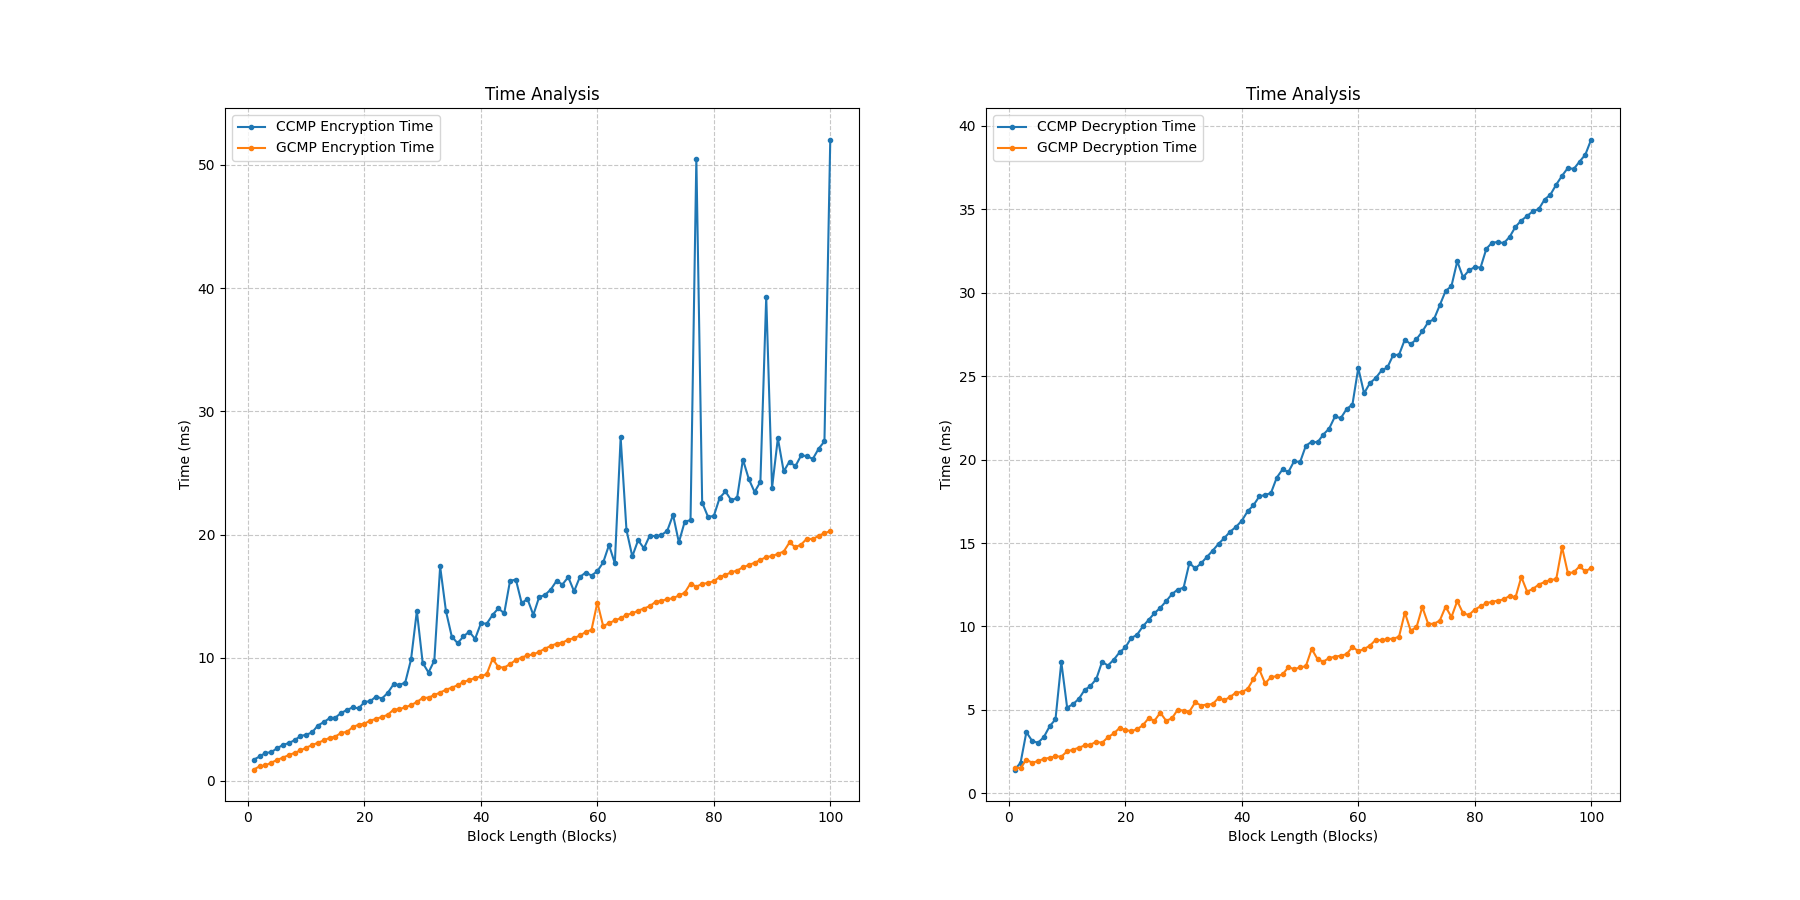 Time Analysis
CCMP Encryption Time
GCMP Encryption Time
50
40
30
20
10
0
Time (ms)
0 20 40 60 80 100
Block Length (Blocks)
Time Analysis
CCMP Decryption Time
GCMP Decryption Time
40
35
30
25
20
15
10
5
0
Time (ms)
0 20 40 60 80 100
Block Length (Blocks)